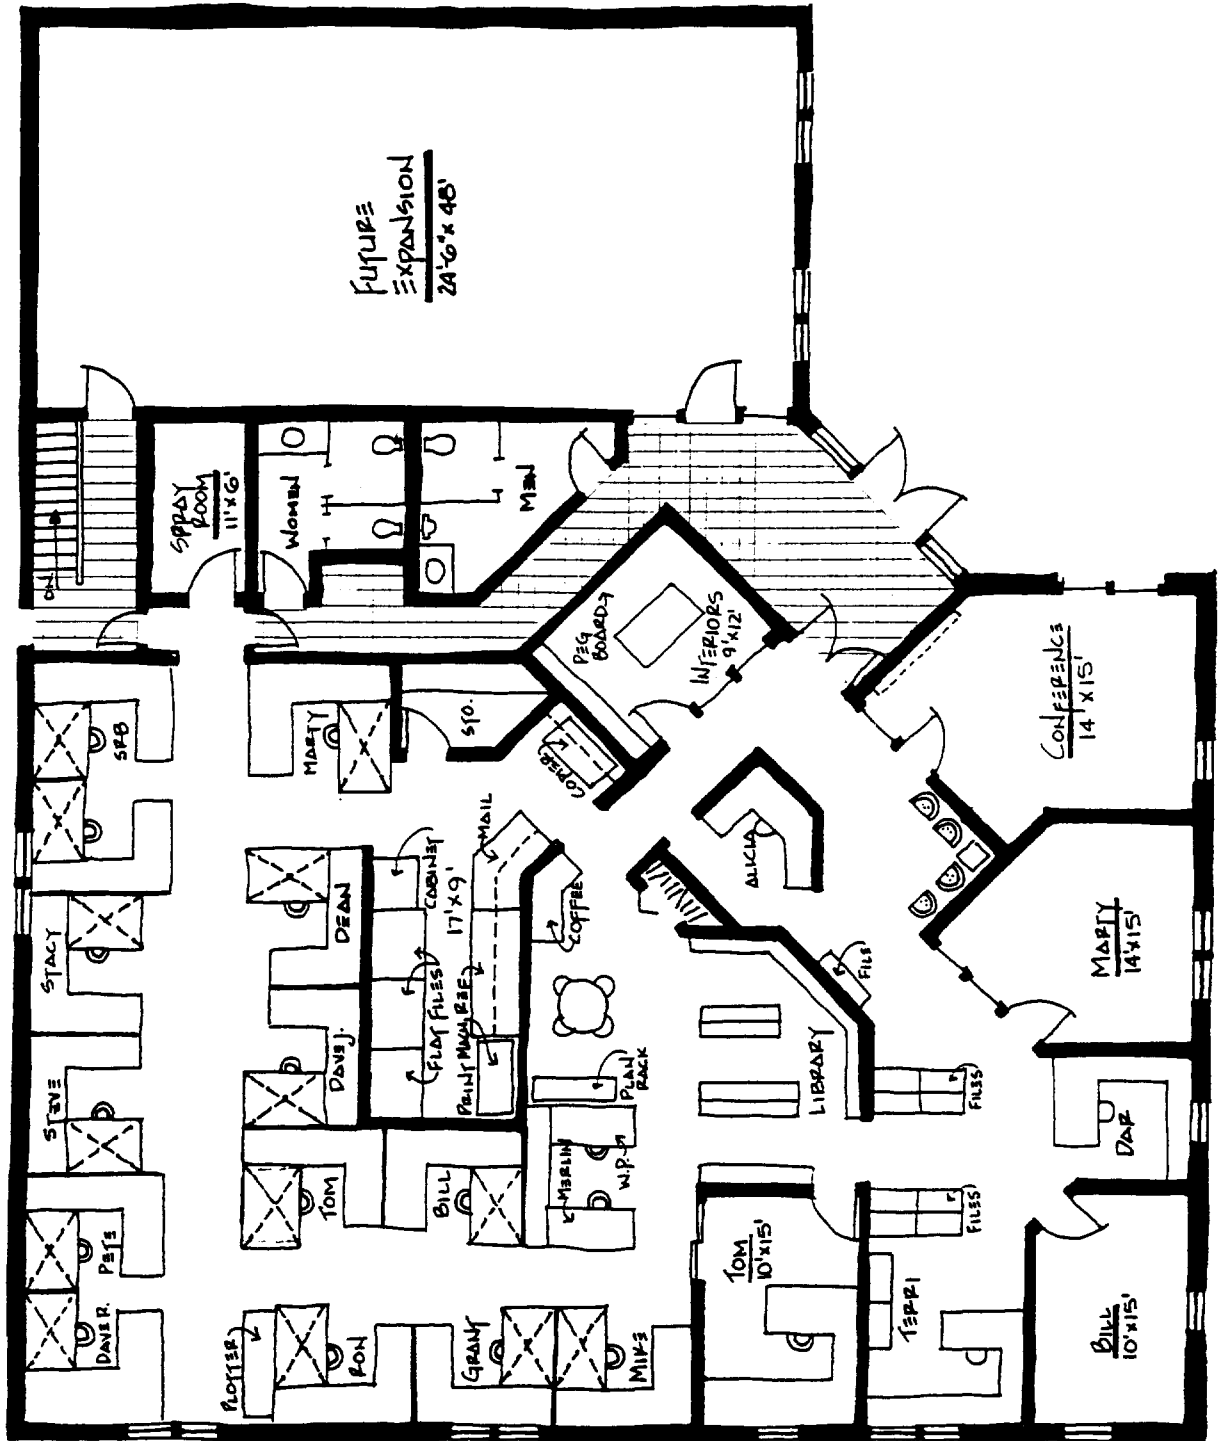 FUTURE
EXPANSION
24'-6" x 48'
DN.
SPRAY
ROOM
11' x 6'
WOMEN
MEN
PEG
BOARD
INTERIORS
9' x 12'
CONFERENCE
14' x 15'
SRB
MARTY
STO.
COPIER
STACY
DEAN
CABINET
MAIL
17' x 9'
COFFEE
ALICIA
FILE
MARTY
14' x 15'
STEVE
DAVE J.
FLAT FILES
PRINT MACH.
REF.
PLAN
RACK
LIBRARY
FILES
DAR
PETE
DAVE R.
TOM
BILL
MERLIN
W.P.
FILES
TOM
10' x 15'
TERRI
BILL
10' x 15'
PLOTTER
RON
GRANT
MIKE